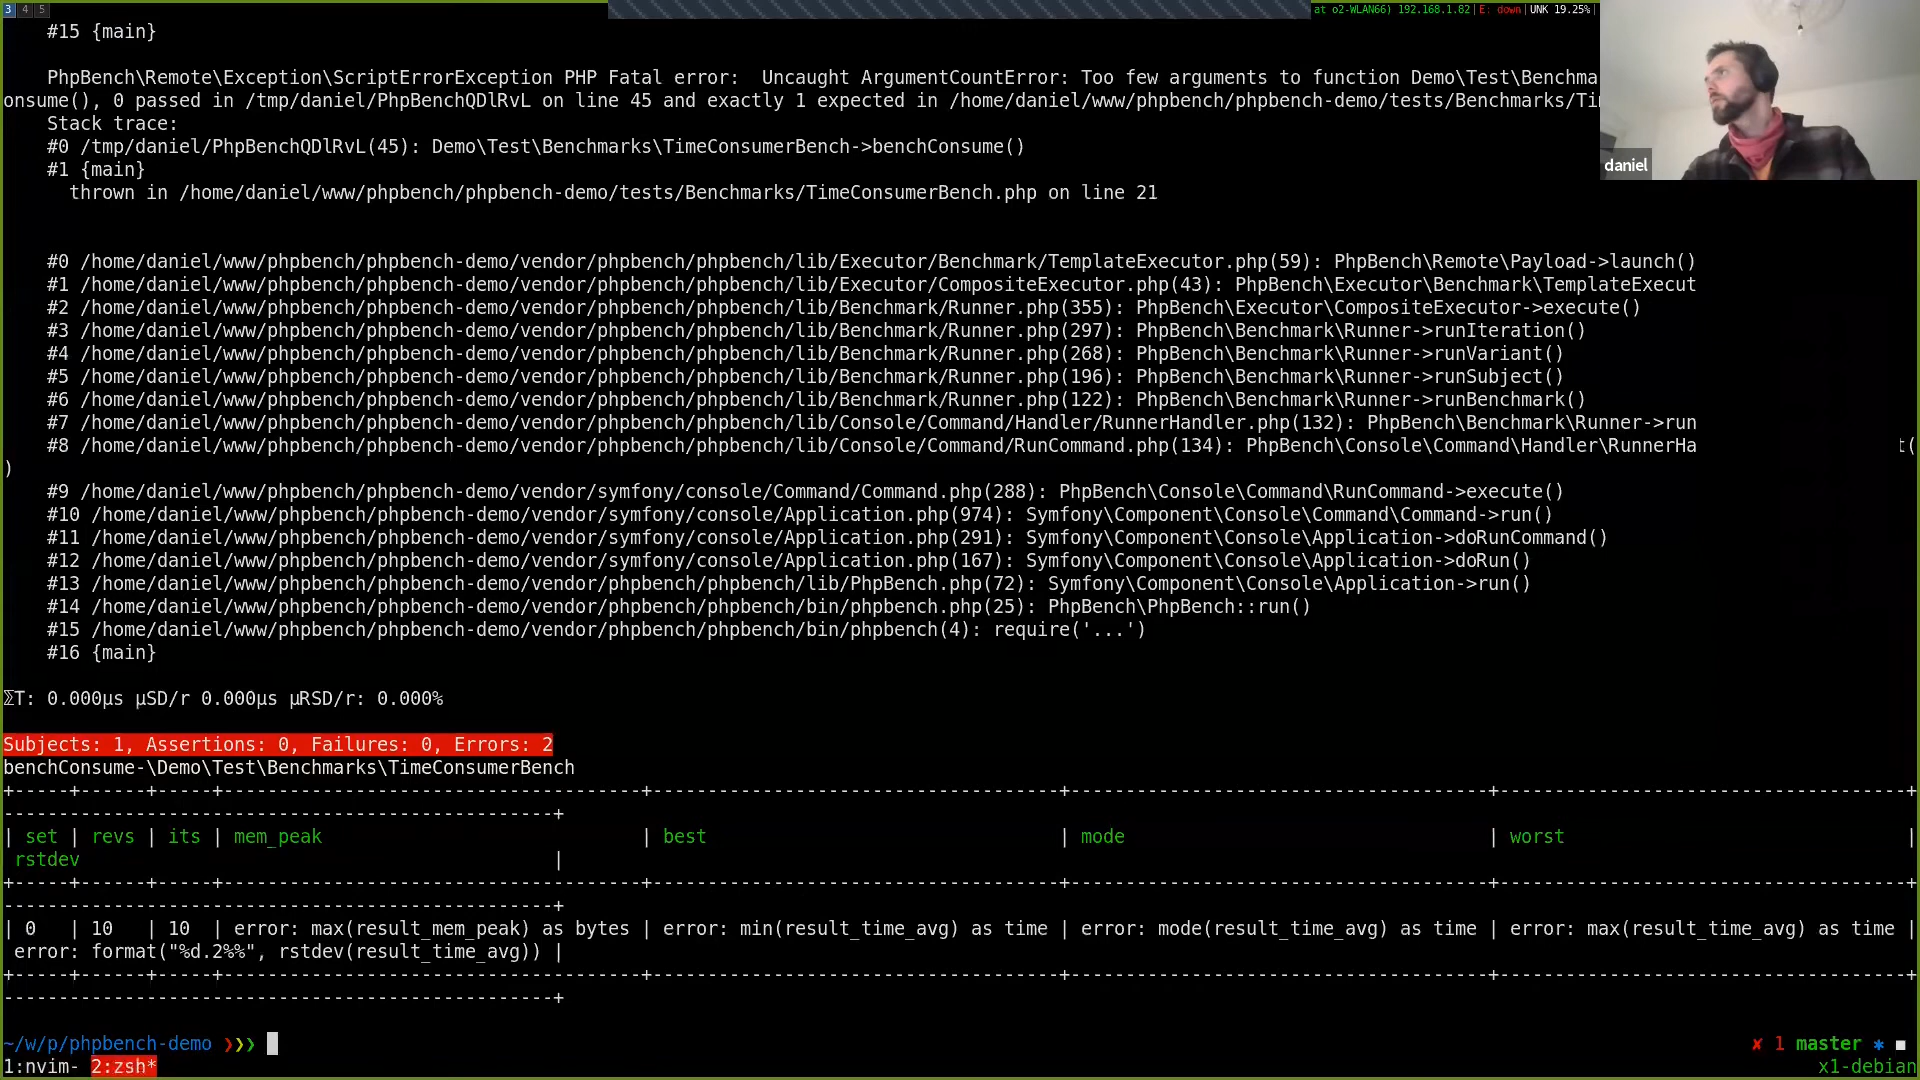 3 4 5
at o2-WLAN66) 192.168.1.82| E: down| UNK 19.25%|
#15 {main}
PhpBench\Remote\Exception\ScriptErrorException PHP Fatal error:  Uncaught ArgumentCountError: Too few arguments to function Demo\Test\Benchma
onsume(), 0 passed in /tmp/daniel/PhpBenchQDlRvL on line 45 and exactly 1 expected in /home/daniel/www/phpbench/phpbench-demo/tests/Benchmarks/Ti
Stack trace:
#0 /tmp/daniel/PhpBenchQDlRvL(45): Demo\Test\Benchmarks\TimeConsumerBench->benchConsume()
daniel
#1 {main}
thrown in /home/daniel/www/phpbench/phpbench-demo/tests/Benchmarks/TimeConsumerBench.php on line 21
#0 /home/daniel/www/phpbench/phpbench-demo/vendor/phpbench/phpbench/lib/Executor/Benchmark/TemplateExecutor.php(59): PhpBench\Remote\Payload->launch()
#1 /home/daniel/www/phpbench/phpbench-demo/vendor/phpbench/phpbench/lib/Executor/CompositeExecutor.php(43): PhpBench\Executor\Benchmark\TemplateExecut
#2 /home/daniel/www/phpbench/phpbench-demo/vendor/phpbench/phpbench/lib/Benchmark/Runner.php(355): PhpBench\Executor\CompositeExecutor->execute()
#3 /home/daniel/www/phpbench/phpbench-demo/vendor/phpbench/phpbench/lib/Benchmark/Runner.php(297): PhpBench\Benchmark\Runner->runIteration()
#4 /home/daniel/www/phpbench/phpbench-demo/vendor/phpbench/phpbench/lib/Benchmark/Runner.php(268): PhpBench\Benchmark\Runner->runVariant()
#5 /home/daniel/www/phpbench/phpbench-demo/vendor/phpbench/phpbench/lib/Benchmark/Runner.php(196): PhpBench\Benchmark\Runner->runSubject()
#6 /home/daniel/www/phpbench/phpbench-demo/vendor/phpbench/phpbench/lib/Benchmark/Runner.php(122): PhpBench\Benchmark\Runner->runBenchmark()
#7 /home/daniel/www/phpbench/phpbench-demo/vendor/phpbench/phpbench/lib/Console/Command/Handler/RunnerHandler.php(132): PhpBench\Benchmark\Runner->run
#8 /home/daniel/www/phpbench/phpbench-demo/vendor/phpbench/phpbench/lib/Console/Command/RunCommand.php(134): PhpBench\Console\Command\Handler\RunnerHa t(
)
#9 /home/daniel/www/phpbench/phpbench-demo/vendor/symfony/console/Command/Command.php(288): PhpBench\Console\Command\RunCommand->execute()
#10 /home/daniel/www/phpbench/phpbench-demo/vendor/symfony/console/Application.php(974): Symfony\Component\Console\Command\Command->run()
#11 /home/daniel/www/phpbench/phpbench-demo/vendor/symfony/console/Application.php(291): Symfony\Component\Console\Application->doRunCommand()
#12 /home/daniel/www/phpbench/phpbench-demo/vendor/symfony/console/Application.php(167): Symfony\Component\Console\Application->doRun()
#13 /home/daniel/www/phpbench/phpbench-demo/vendor/phpbench/phpbench/lib/PhpBench.php(72): Symfony\Component\Console\Application->run()
#14 /home/daniel/www/phpbench/phpbench-demo/vendor/phpbench/phpbench/bin/phpbench.php(25): PhpBench\PhpBench::run()
#15 /home/daniel/www/phpbench/phpbench-demo/vendor/phpbench/phpbench/bin/phpbench(4): require('...')
#16 {main}
⅀T: 0.000μs μSD/r 0.000μs μRSD/r: 0.000%
Subjects: 1, Assertions: 0, Failures: 0, Errors: 2
benchConsume-\Demo\Test\Benchmarks\TimeConsumerBench
| set | revs | its | mem_peak | best | mode | worst |
rstdev |
| 0 | 10 | 10 | error: max(result_mem_peak) as bytes | error: min(result_time_avg) as time | error: mode(result_time_avg) as time | error: max(result_time_avg) as time |
error: format("%d.2%%", rstdev(result_time_avg)) |
~/w/p/phpbench-demo ❯❯❯ ✘ 1 master ✱ ◼
1:nvim- 2:zsh* x1-debian